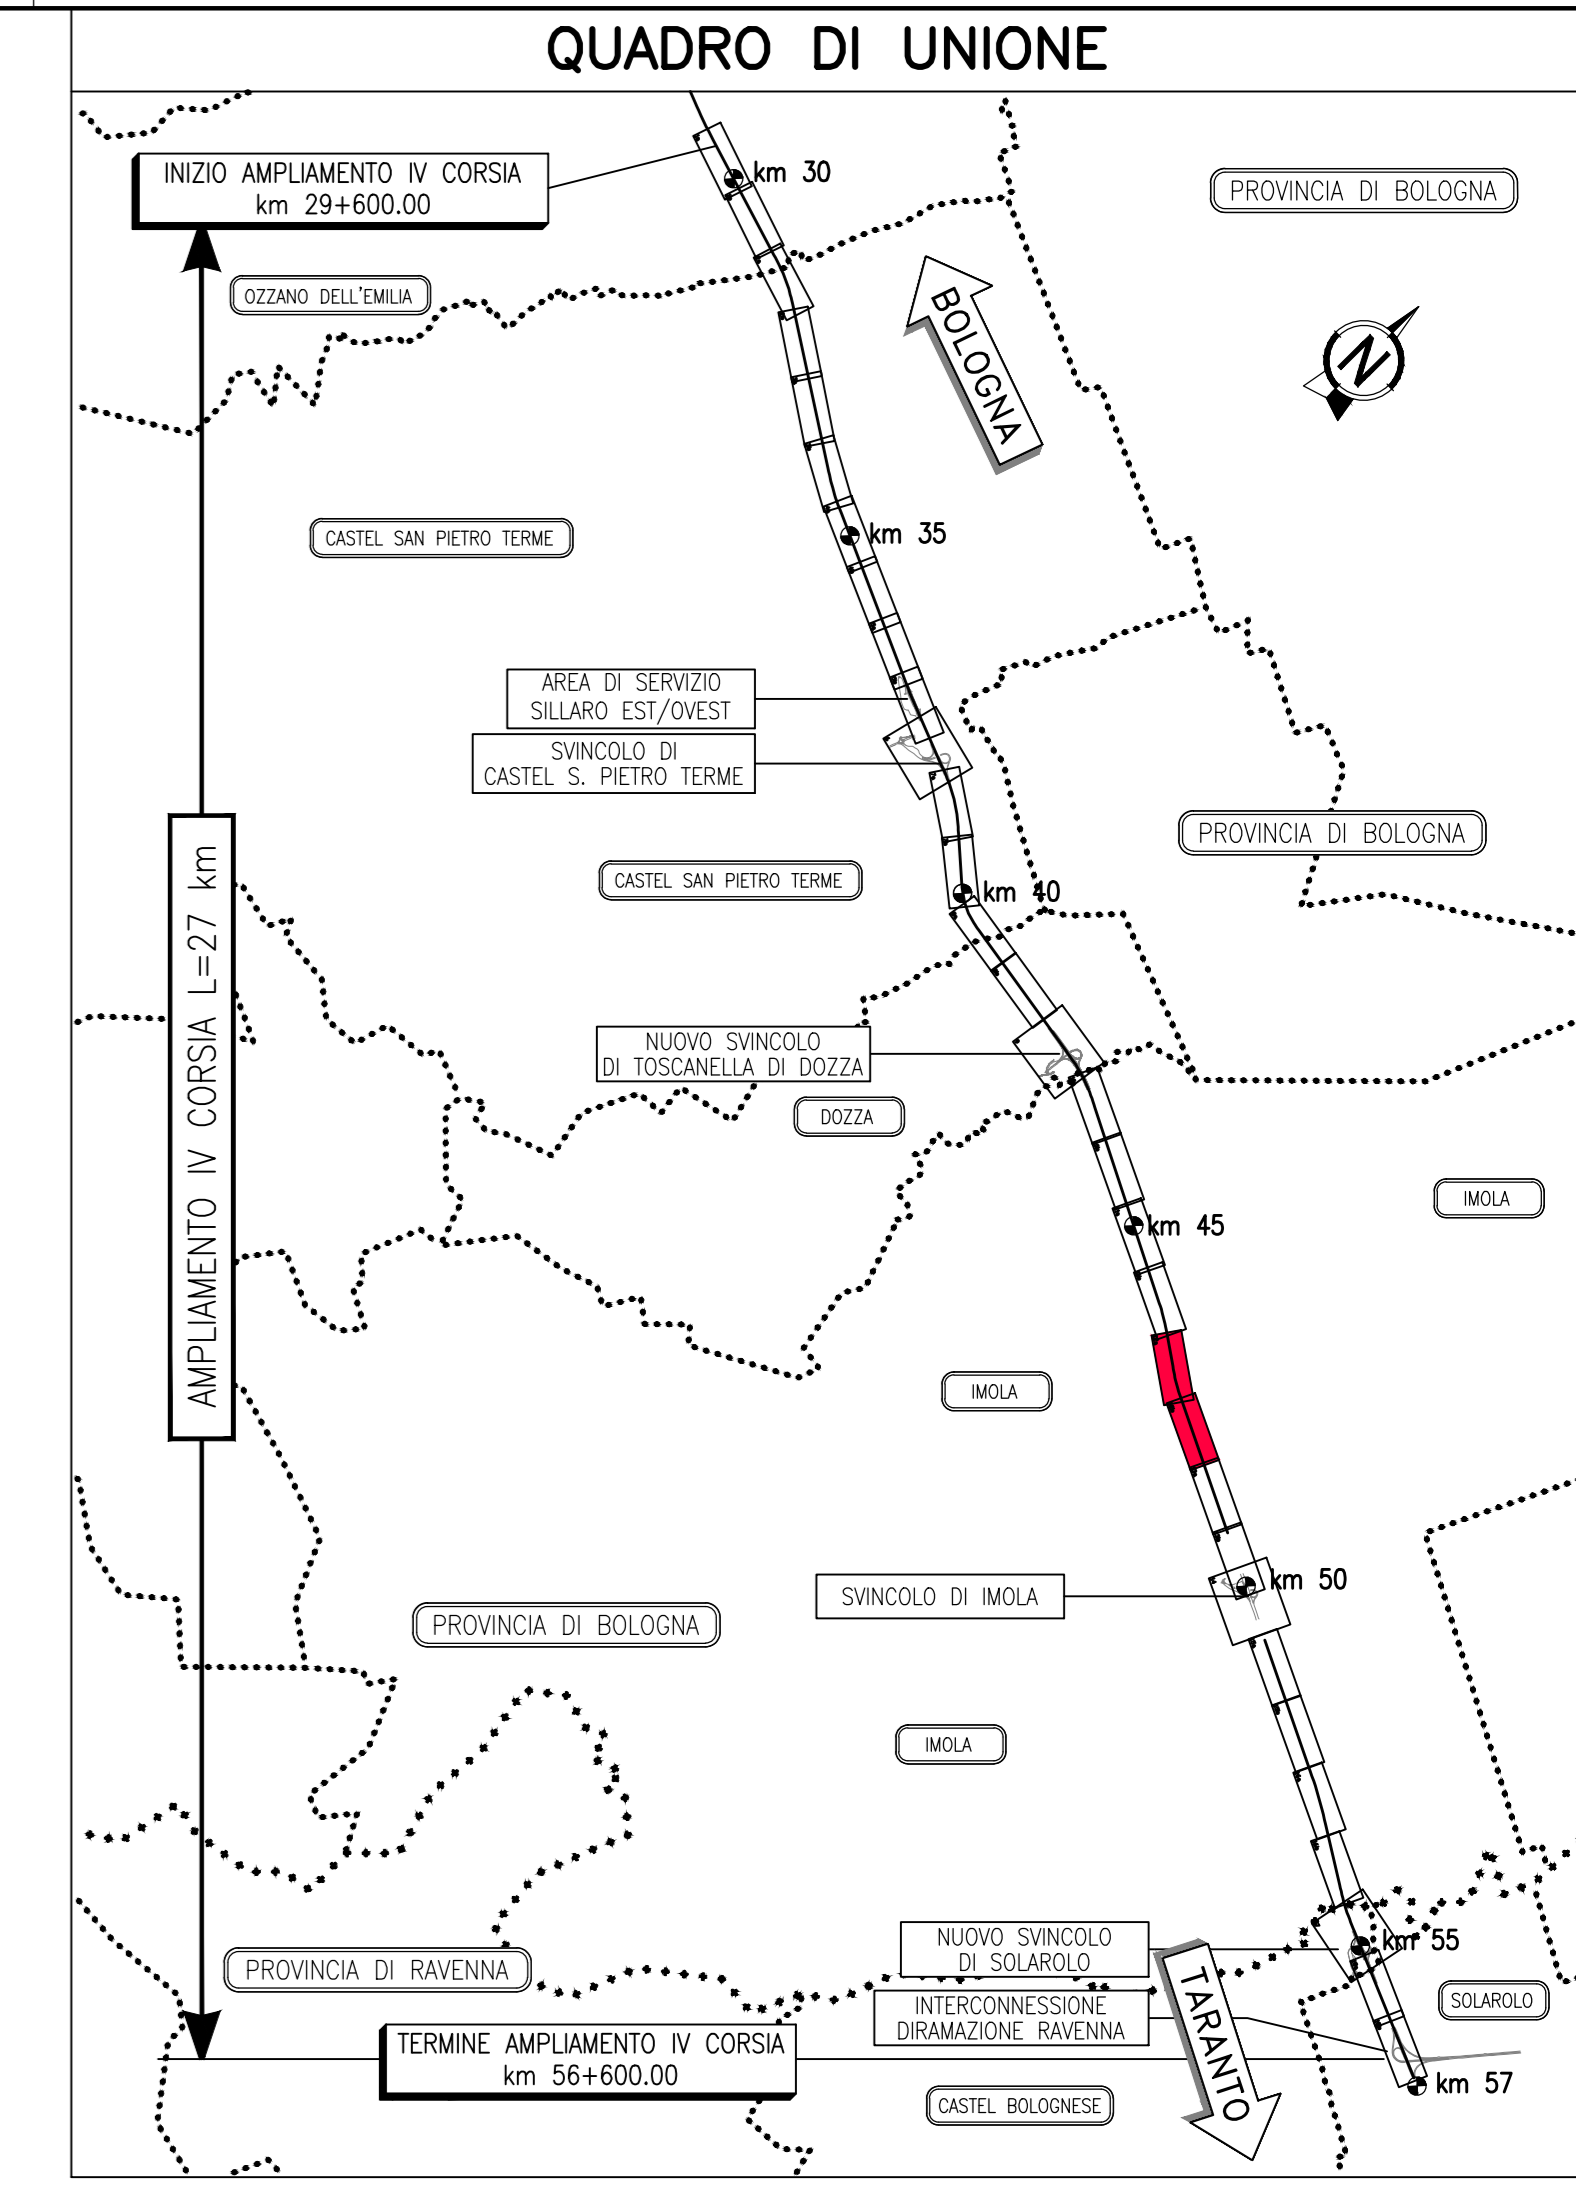 QUADRO DI UNIONE
INIZIO AMPLIAMENTO IV CORSIA
km 29+600.00
km 30
PROVINCIA DI BOLOGNA
OZZANO DELL'EMILIA
BOLOGNA
N
CASTEL SAN PIETRO TERME
km 35
AREA DI SERVIZIO
SILLARO EST/OVEST
SVINCOLO DI
CASTEL S. PIETRO TERME
PROVINCIA DI BOLOGNA
CASTEL SAN PIETRO TERME
km 40
AMPLIAMENTO IV CORSIA L=27 km
NUOVO SVINCOLO
DI TOSCANELLA DI DOZZA
DOZZA
IMOLA
km 45
IMOLA
km 50
SVINCOLO DI IMOLA
PROVINCIA DI BOLOGNA
IMOLA
NUOVO SVINCOLO
DI SOLAROLO
km 55
PROVINCIA DI RAVENNA
TARANTO
SOLAROLO
INTERCONNESSIONE
DIRAMAZIONE RAVENNA
TERMINE AMPLIAMENTO IV CORSIA
km 56+600.00
km 57
CASTEL BOLOGNESE